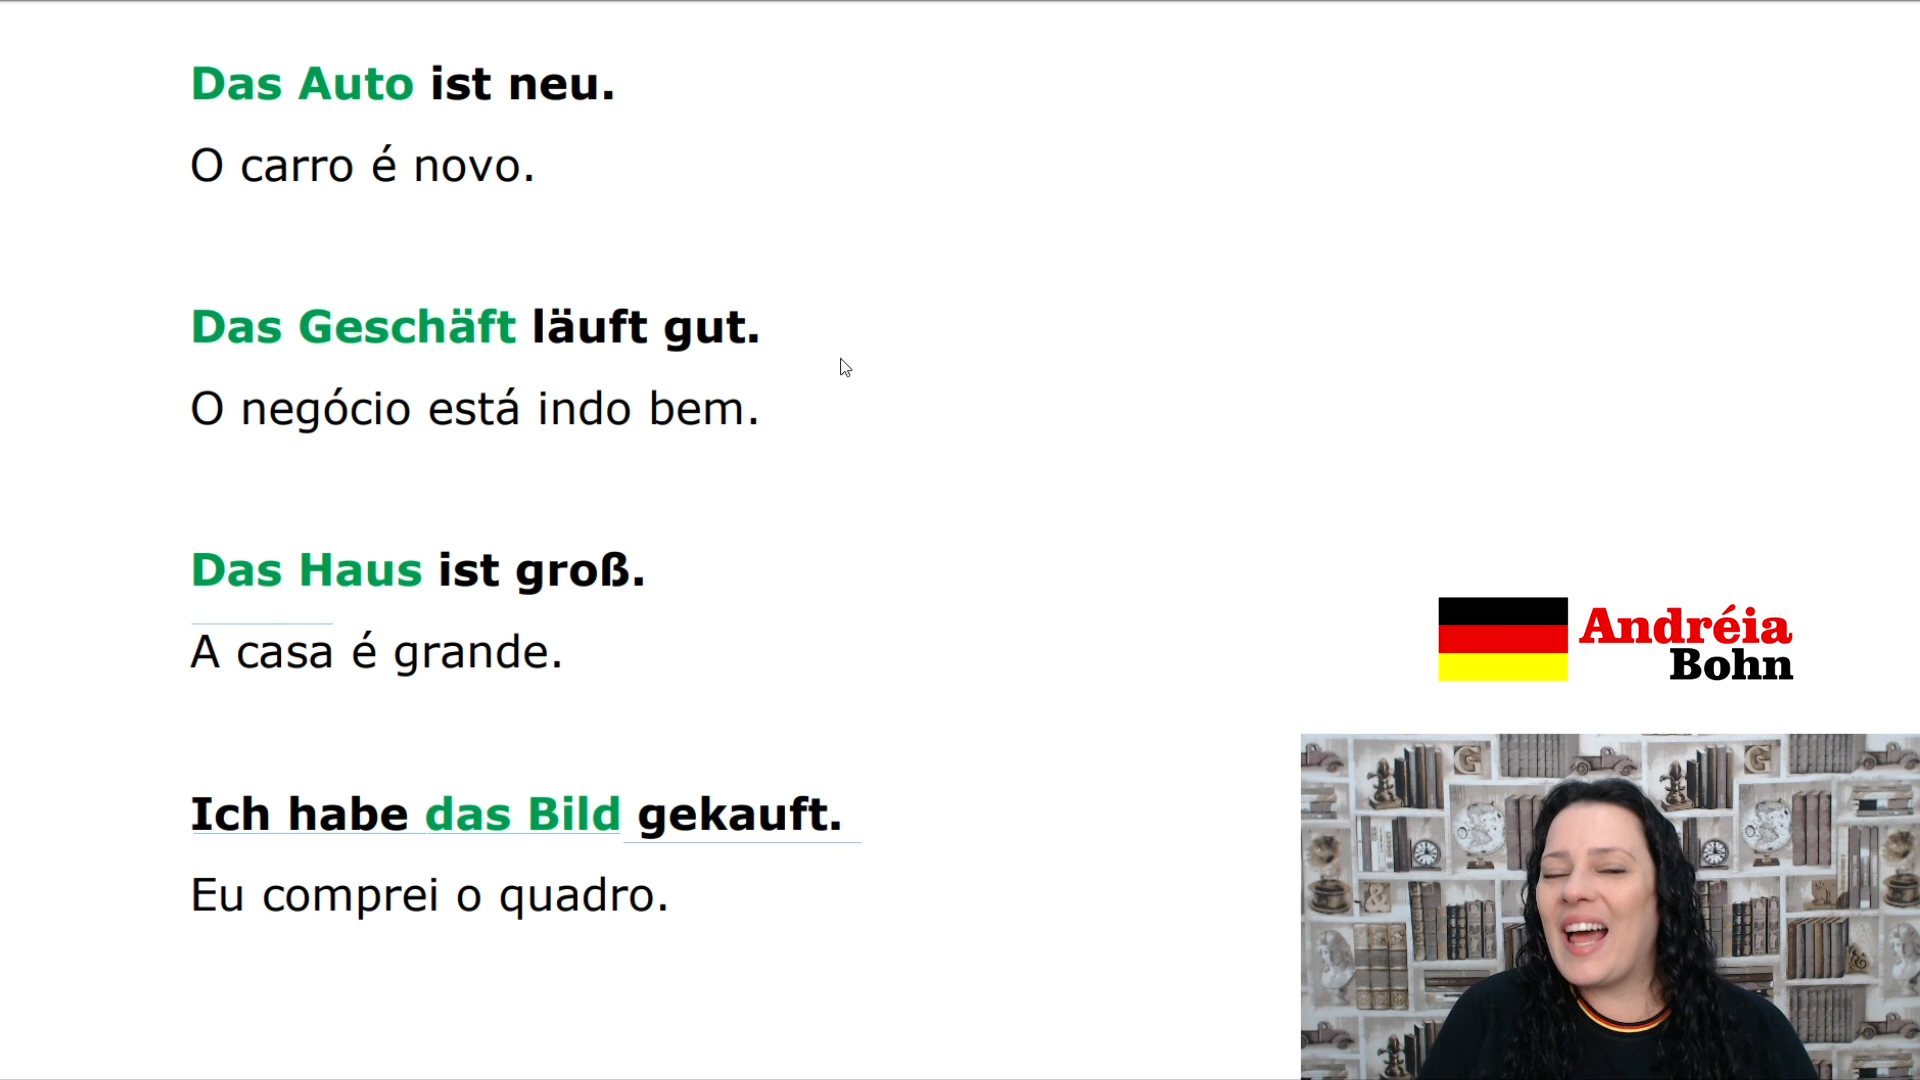 Das Auto ist neu.
O carro é novo.
Das Geschäft läuft gut.
O negócio está indo bem.
Das Haus ist groß.
A casa é grande.
Ich habe das Bild gekauft.
Eu comprei o quadro.
Andréia
Bohn
G
G
&